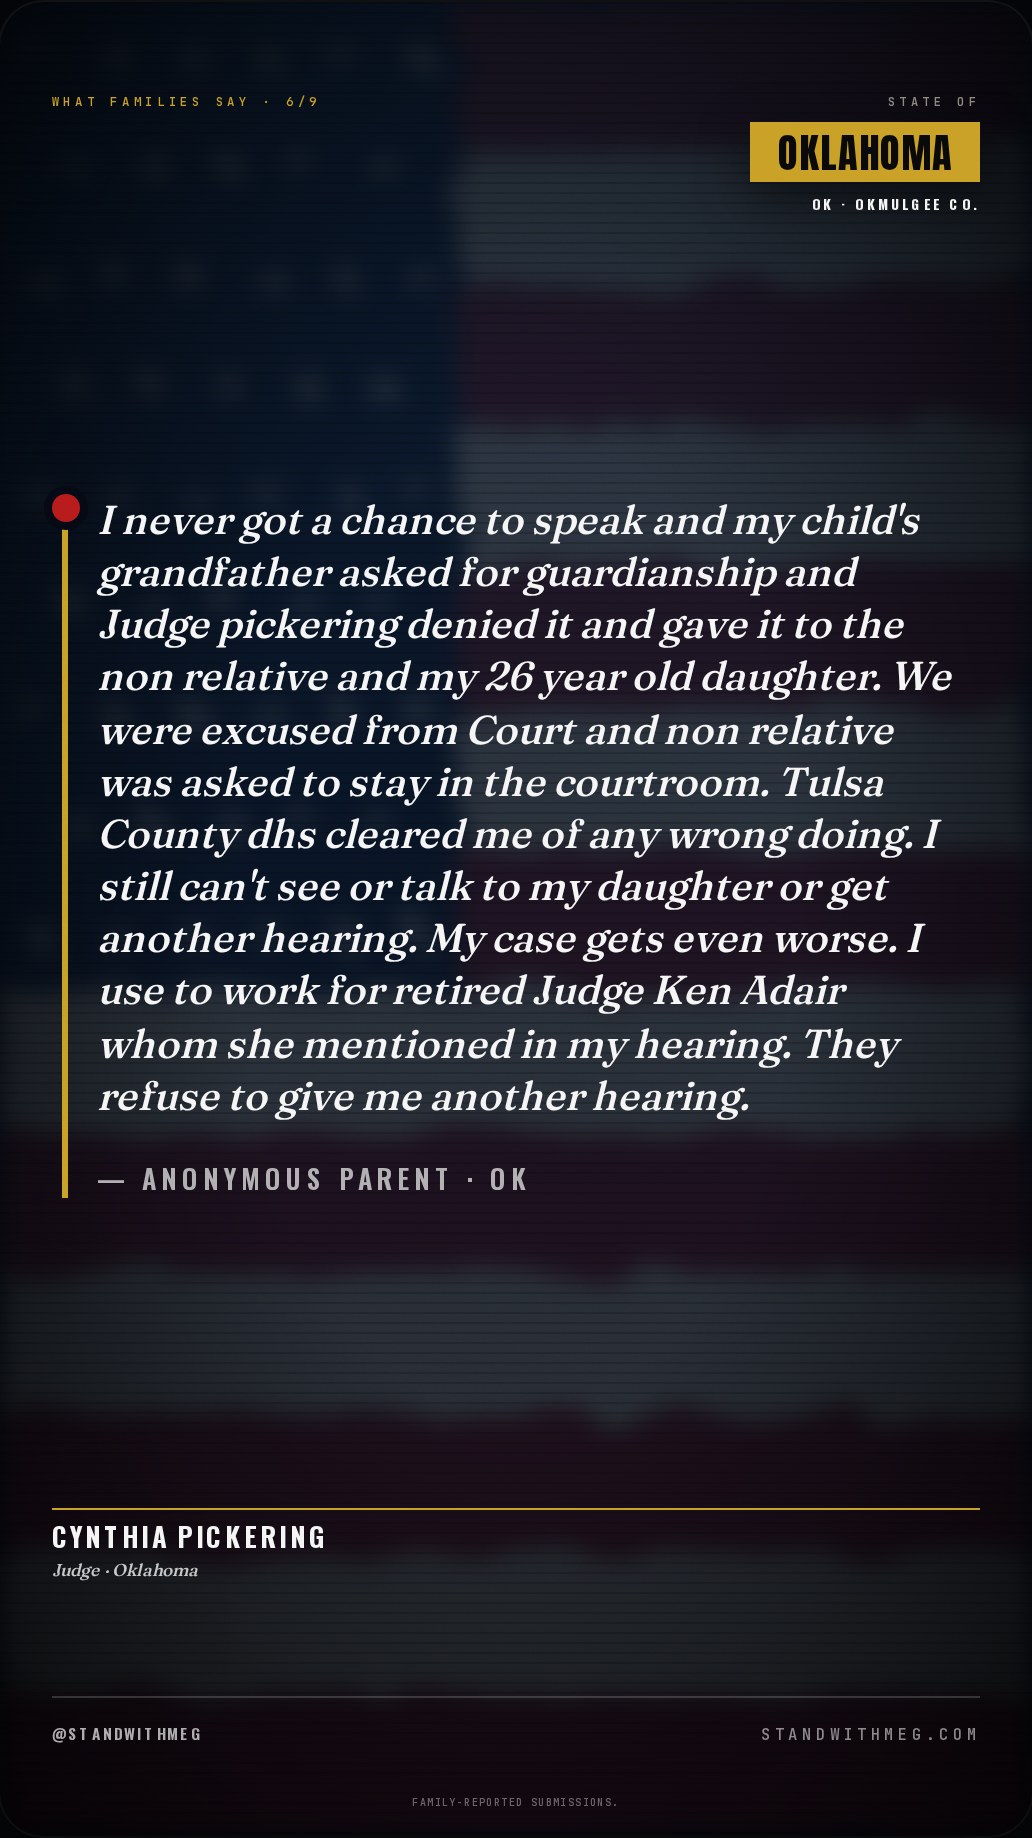 WHAT FAMILIES SAY · 6/9
STATE OF
OKLAHOMA
OK · OKMULGEE CO.
I never got a chance to speak and my child's
grandfather asked for guardianship and
Judge pickering denied it and gave it to the
non relative and my 26 year old daughter. We
were excused from Court and non relative
was asked to stay in the courtroom. Tulsa
County dhs cleared me of any wrong doing. I
still can't see or talk to my daughter or get
another hearing. My case gets even worse. I
use to work for retired Judge Ken Adair
whom she mentioned in my hearing. They
refuse to give me another hearing.
— ANONYMOUS PARENT · OK
CYNTHIA PICKERING
Judge · Oklahoma
@STANDWITHMEG
STANDWITHMEG.COM
FAMILY-REPORTED SUBMISSIONS.